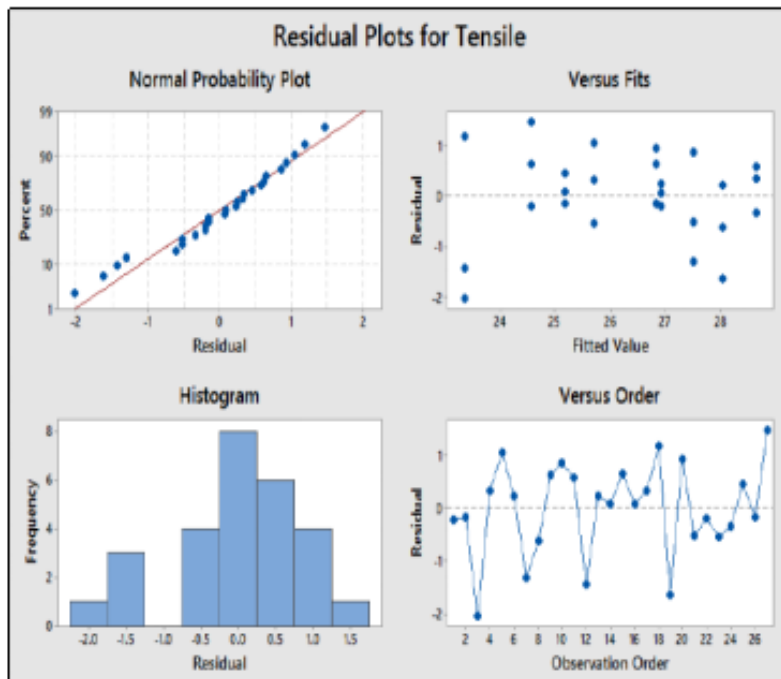 Residual Plots for Tensile
Normal Probability Plot
Versus Fits
99
90
50
10
1
Percent
-2 -1 0 1 2
Residual
1
0
-1
-2
Residual
24 25 26 27 28
Fitted Value
Histogram
Versus Order
8
6
4
2
0
Frequency
-2.0 -1.5 -1.0 -0.5 0.0 0.5 1.0 1.5
Residual
1
0
-1
-2
Residual
2 4 6 8 10 12 14 16 18 20 22 24 26
Observation Order